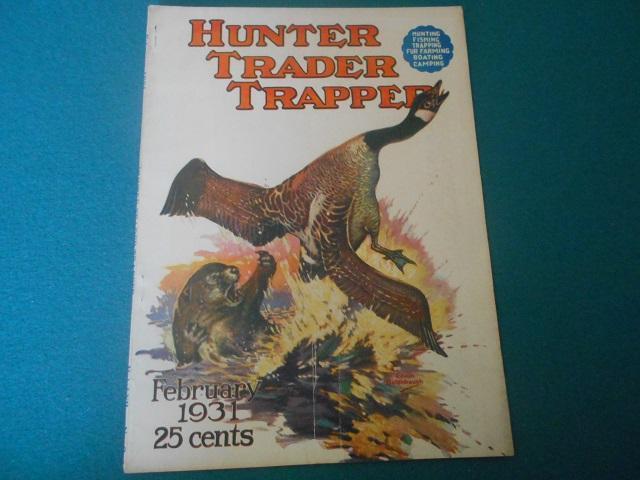 HUNTER
TRADER
TRAPPER
HUNTING
FISHING
TRAPPING
FUR FARMING
BOATING
CAMPING
February
1931
25 cents